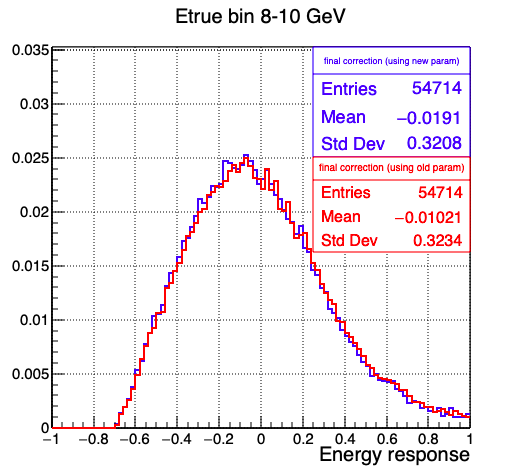 Etrue bin 8-10 GeV
final correction (using new param)
Entries 54714
Mean −0.0191
Std Dev 0.3208
final correction (using old param)
Entries 54714
Mean −0.01021
Std Dev 0.3234
0.035
0.03
0.025
0.02
0.015
0.01
0.005
0
−1 −0.8 −0.6 −0.4 −0.2 0 0.2 0.4 0.6 0.8 1
Energy response